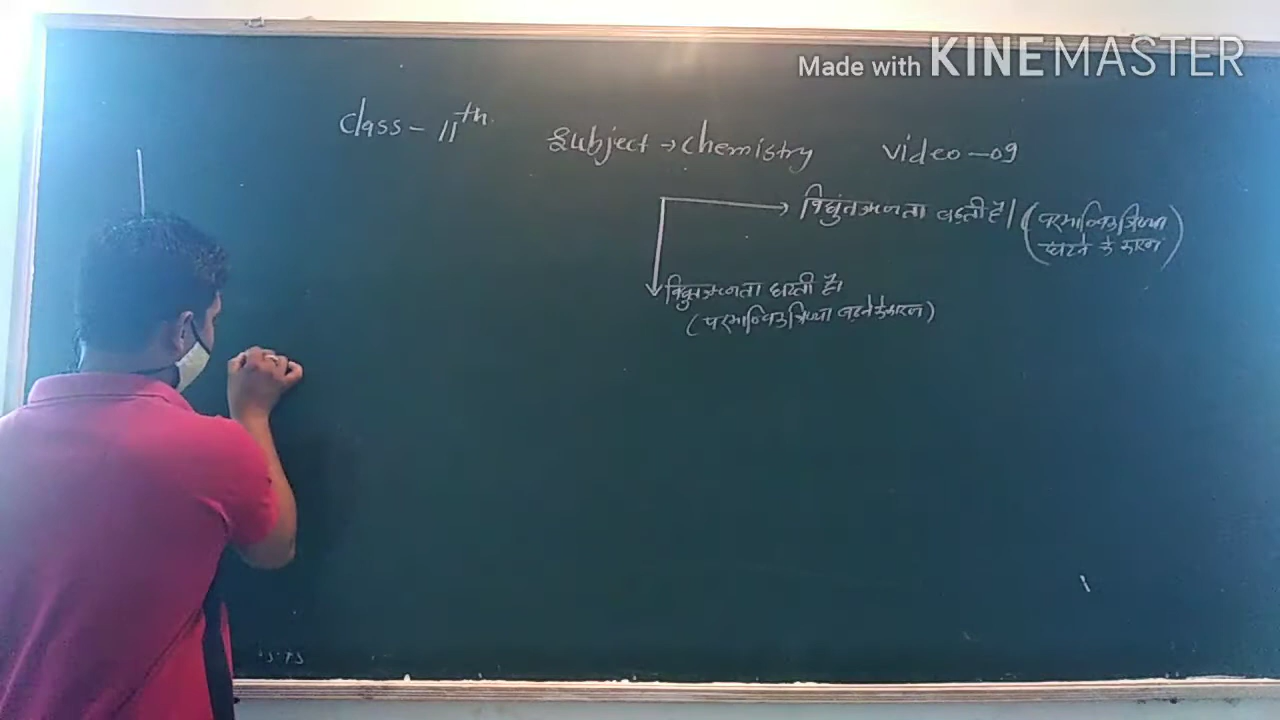 Made with KINEMASTER
Class - 11th
Subject → Chemistry
Video - 09
विद्युतऋणता बढ़ती है। (परमाण्विक त्रिज्या
घटने के कारण)
विद्युतऋणता घटती है।
(परमाण्विक त्रिज्या बढ़ने के कारण)